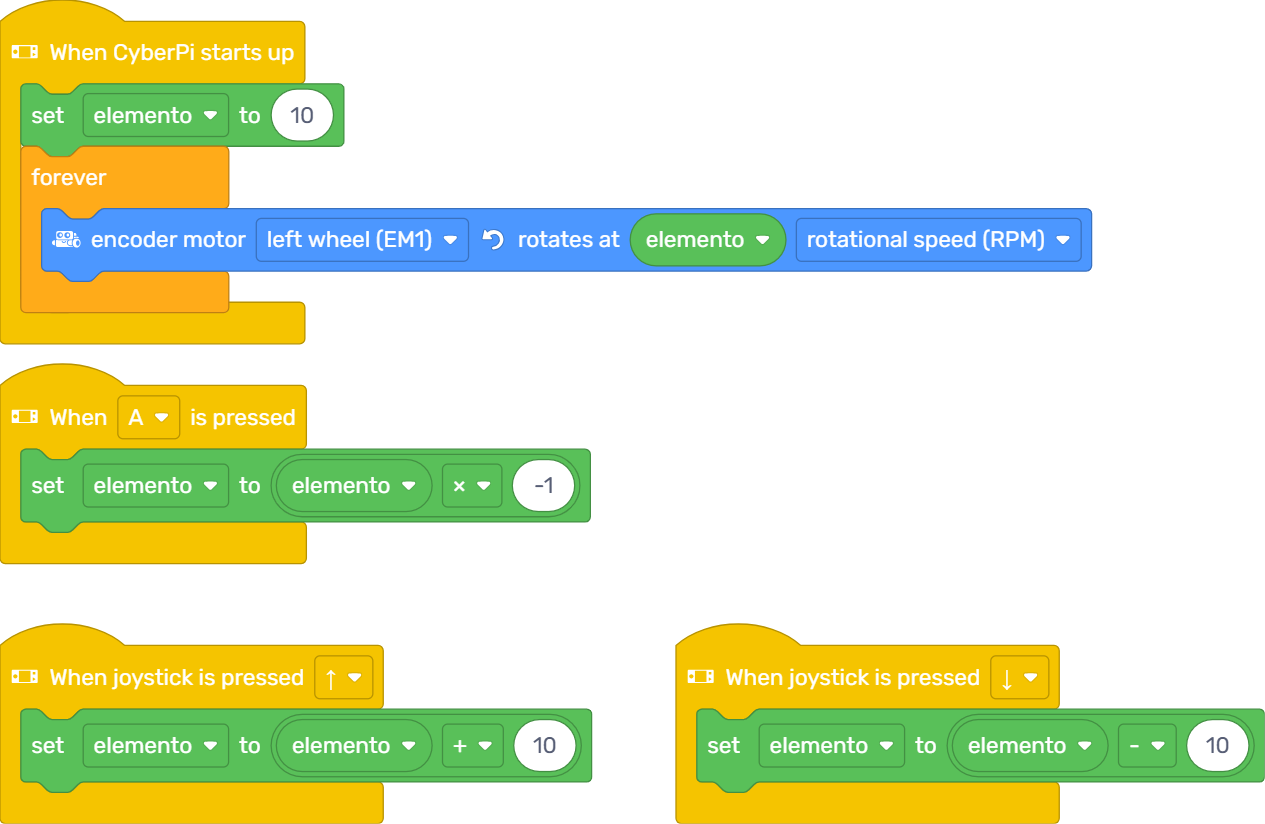 When CyberPi starts up
set elemento to 10
forever
encoder motor left wheel (EM1) rotates at elemento rotational speed (RPM)
When A is pressed
set elemento to elemento × -1
When joystick is pressed ↑
set elemento to elemento + 10
When joystick is pressed ↓
set elemento to elemento - 10